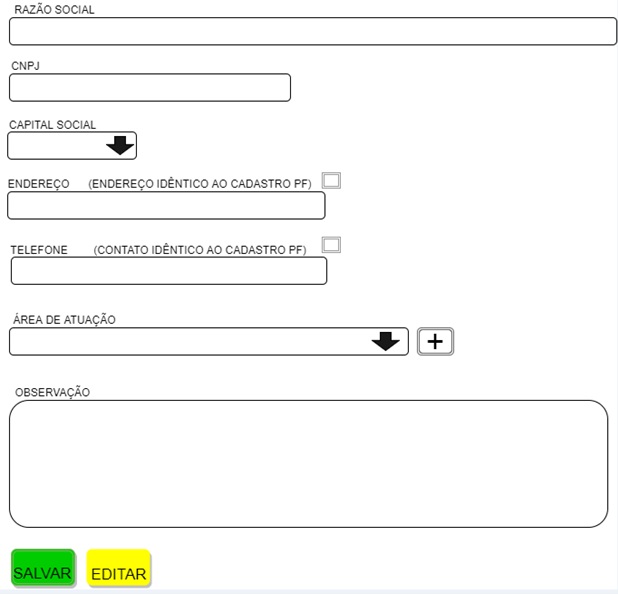 RAZÃO SOCIAL
CNPJ
CAPITAL SOCIAL
ENDEREÇO (ENDEREÇO IDÊNTICO AO CADASTRO PF)
TELEFONE (CONTATO IDÊNTICO AO CADASTRO PF)
ÁREA DE ATUAÇÃO
+
OBSERVAÇÃO
SALVAR EDITAR